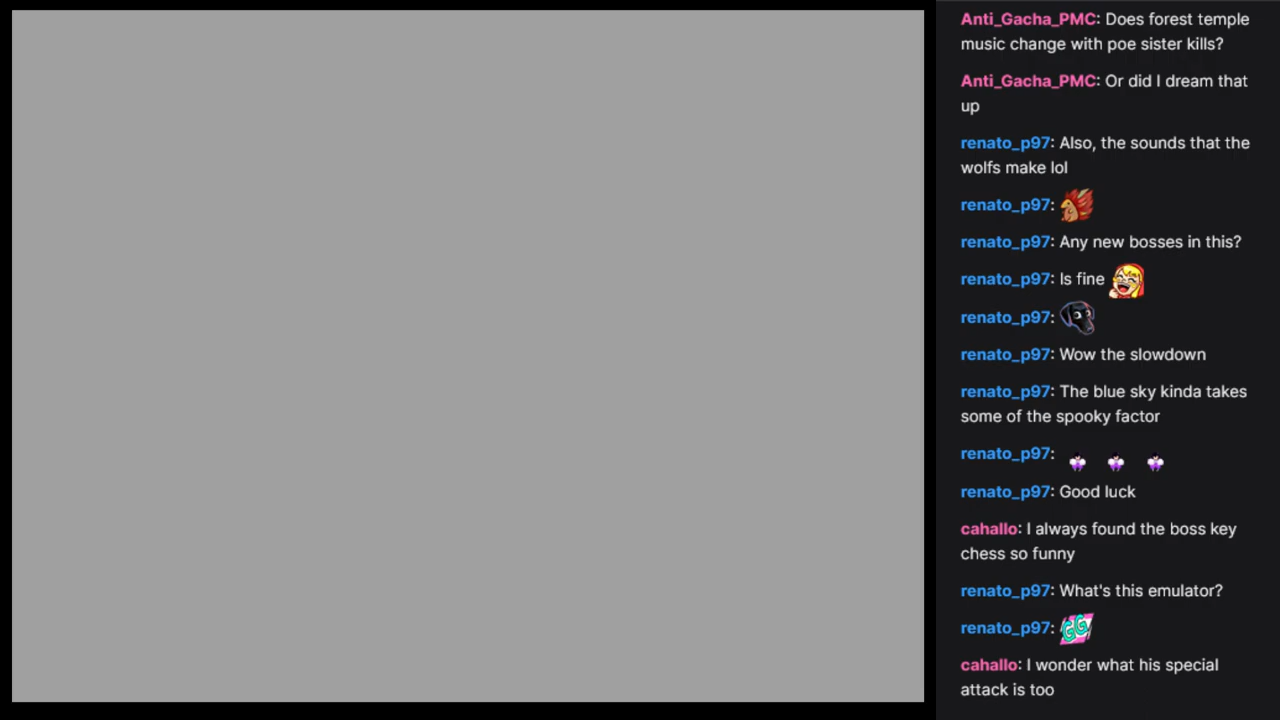 Anti_Gacha_PMC: Does forest temple
music change with poe sister kills?
Anti_Gacha_PMC: Or did I dream that
up
renato_p97: Also, the sounds that the
wolfs make lol
renato_p97:
renato_p97: Any new bosses in this?
renato_p97: Is fine
renato_p97:
renato_p97: Wow the slowdown
renato_p97: The blue sky kinda takes
some of the spooky factor
renato_p97:
renato_p97: Good luck
cahallo: I always found the boss key
chess so funny
renato_p97: What's this emulator?
renato_p97: GG
cahallo: I wonder what his special
attack is too